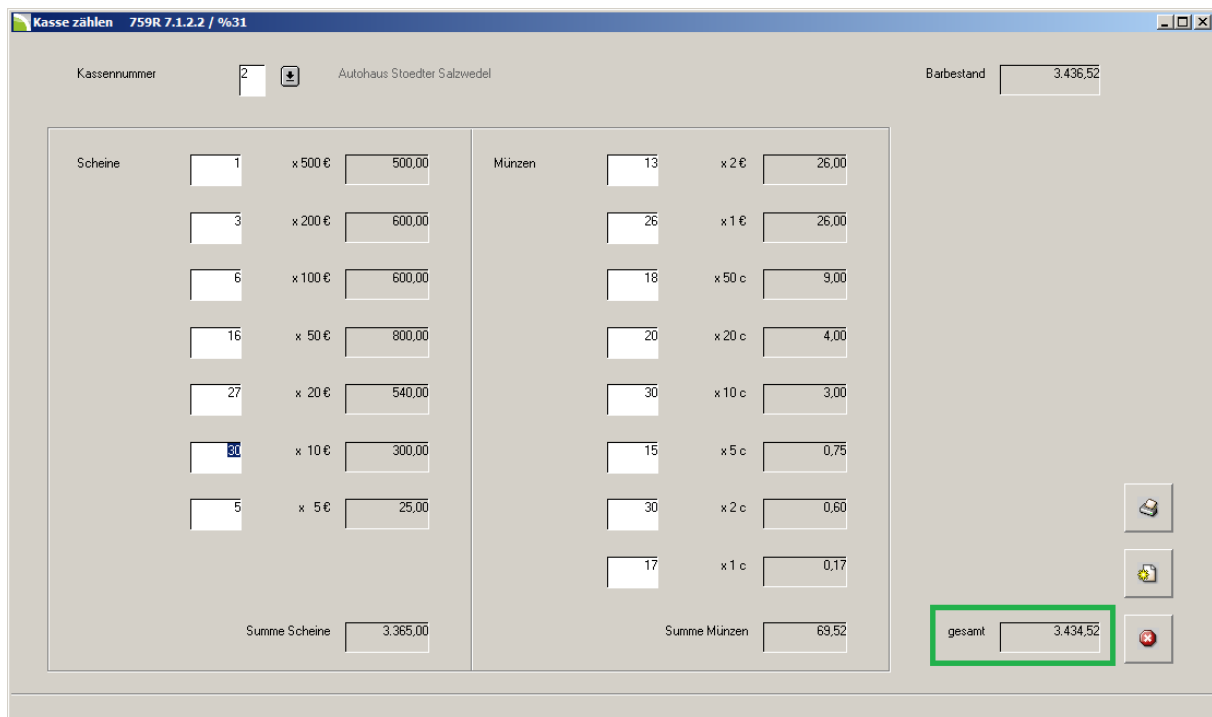 Kasse zählen 759R 7.1.2.2 / %31
Kassennummer 2 Autohaus Stoedter Salzwedel Barbestand 3.436,52
Scheine 1 x 500 € 500,00 Münzen 13 x 2 € 26,00
3 x 200 € 600,00 26 x 1 € 26,00
6 x 100 € 600,00 18 x 50 c 9,00
16 x 50 € 800,00 20 x 20 c 4,00
27 x 20 € 540,00 30 x 10 c 3,00
30 x 10 € 300,00 15 x 5 c 0,75
5 x 5 € 25,00 30 x 2 c 0,60
17 x 1 c 0,17
Summe Scheine 3.365,00 Summe Münzen 69,52 gesamt 3.434,52